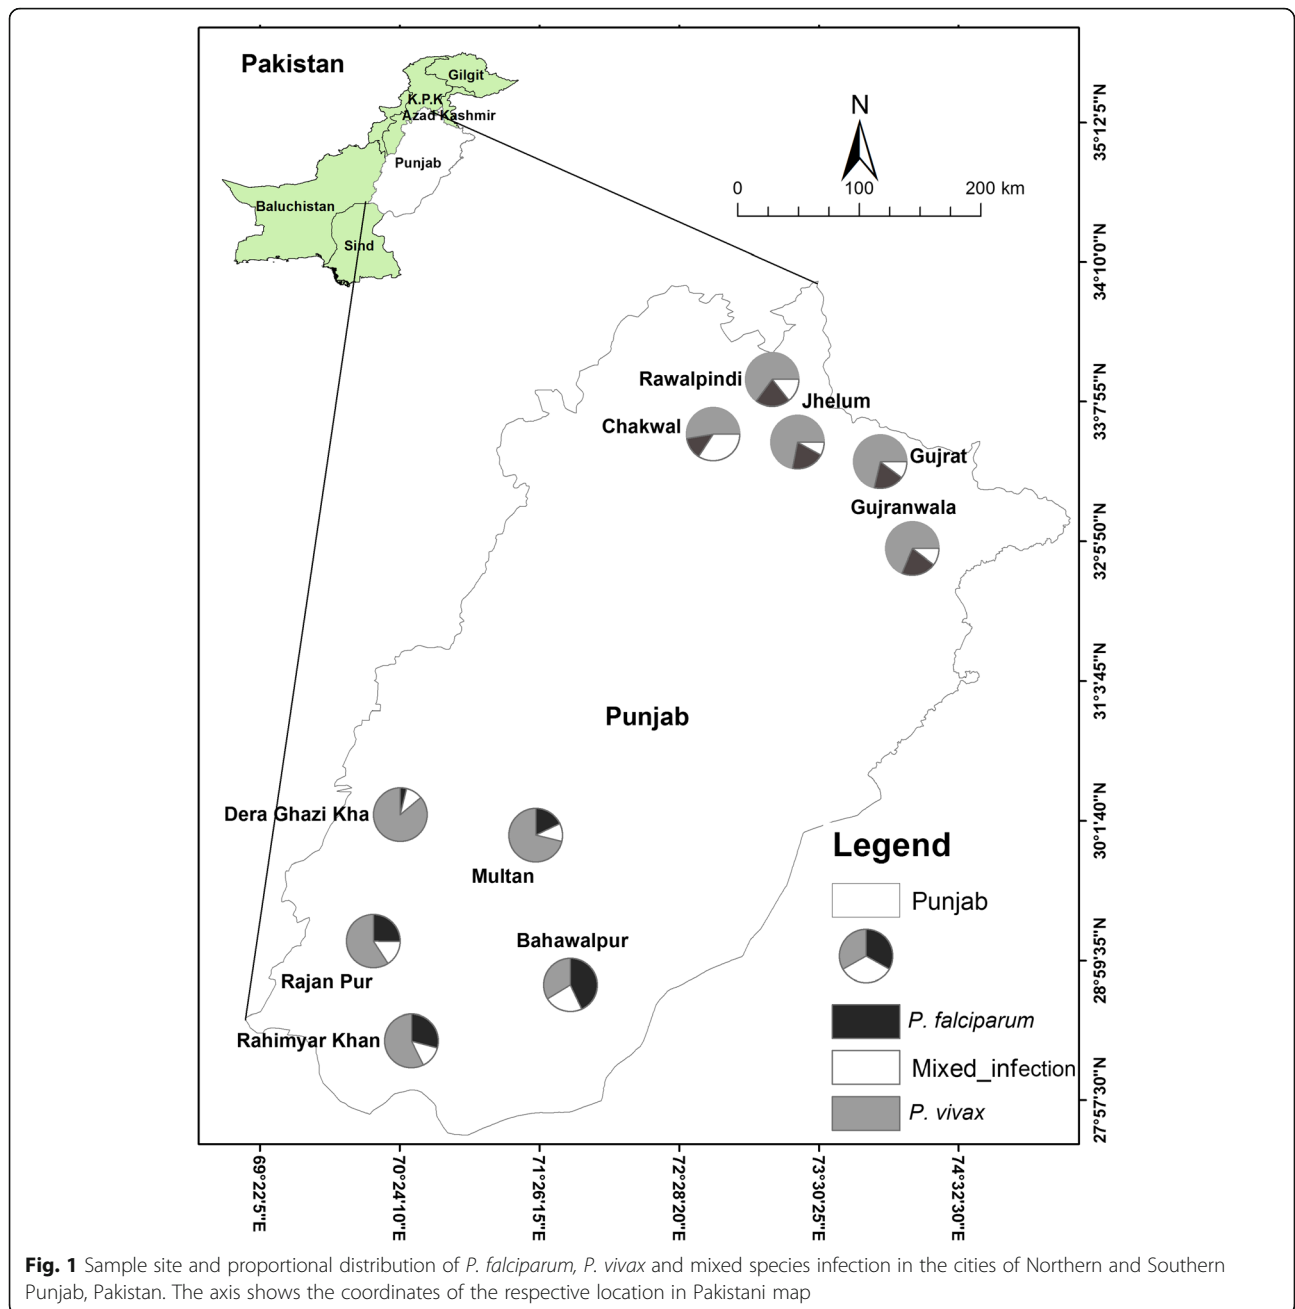 Pakistan
Gilgit
K.P.K
Azad Kashmir
Punjab
Baluchistan
Sind
N
0 100 200 km
35°12'5"N
34°10'0"N
33°7'55"N
32°5'50"N
31°3'45"N
30°1'40"N
28°59'35"N
27°57'30"N
Rawalpindi
Jhelum
Chakwal
Gujrat
Gujranwala
Punjab
Dera Ghazi Kha
Multan
Bahawalpur
Rajan Pur
Rahimyar Khan
Legend
Punjab
P. falciparum
Mixed_infection
P. vivax
69°22'5"E
70°24'10"E
71°26'15"E
72°28'20"E
73°30'25"E
74°32'30"E
Fig. 1 Sample site and proportional distribution of P. falciparum, P. vivax and mixed species infection in the cities of Northern and Southern
Punjab, Pakistan. The axis shows the coordinates of the respective location in Pakistani map